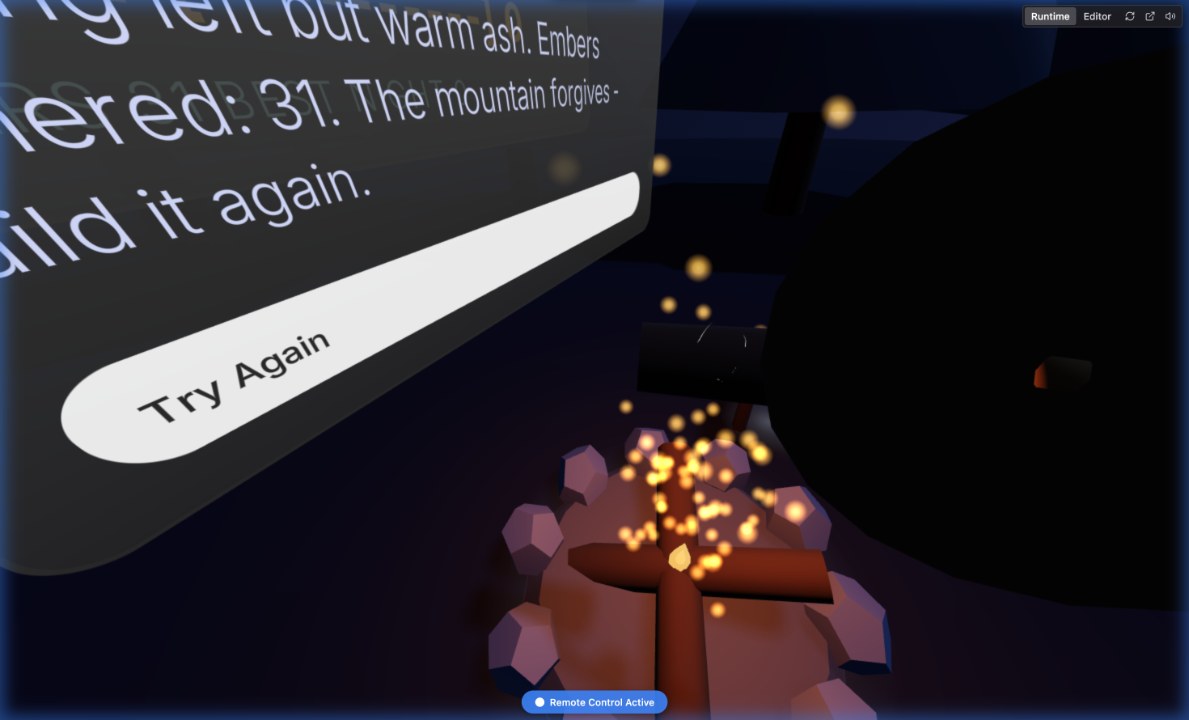 Runtime Editor
left but warm ash. Embers
ered: 31. The mountain forgives -
ild it again.
Try Again
Remote Control Active